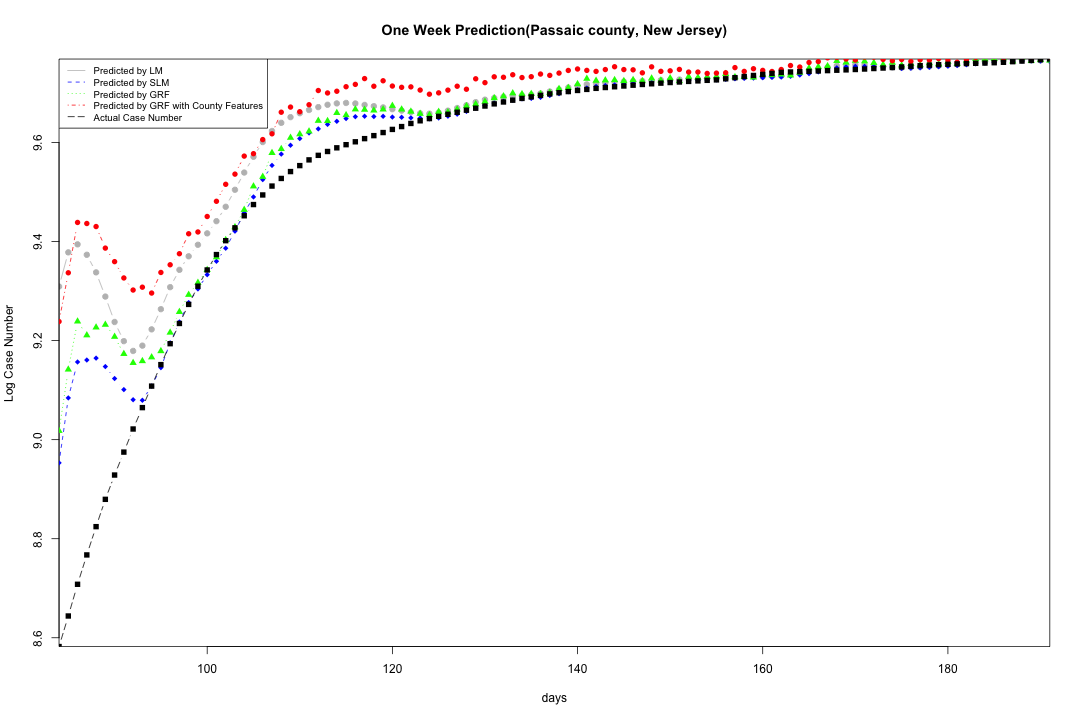 One Week Prediction(Passaic county, New Jersey)
Predicted by LM
Predicted by SLM
Predicted by GRF
Predicted by GRF with County Features
Actual Case Number
Log Case Number
9.6
9.4
9.2
9.0
8.8
8.6
100 120 140 160 180
days